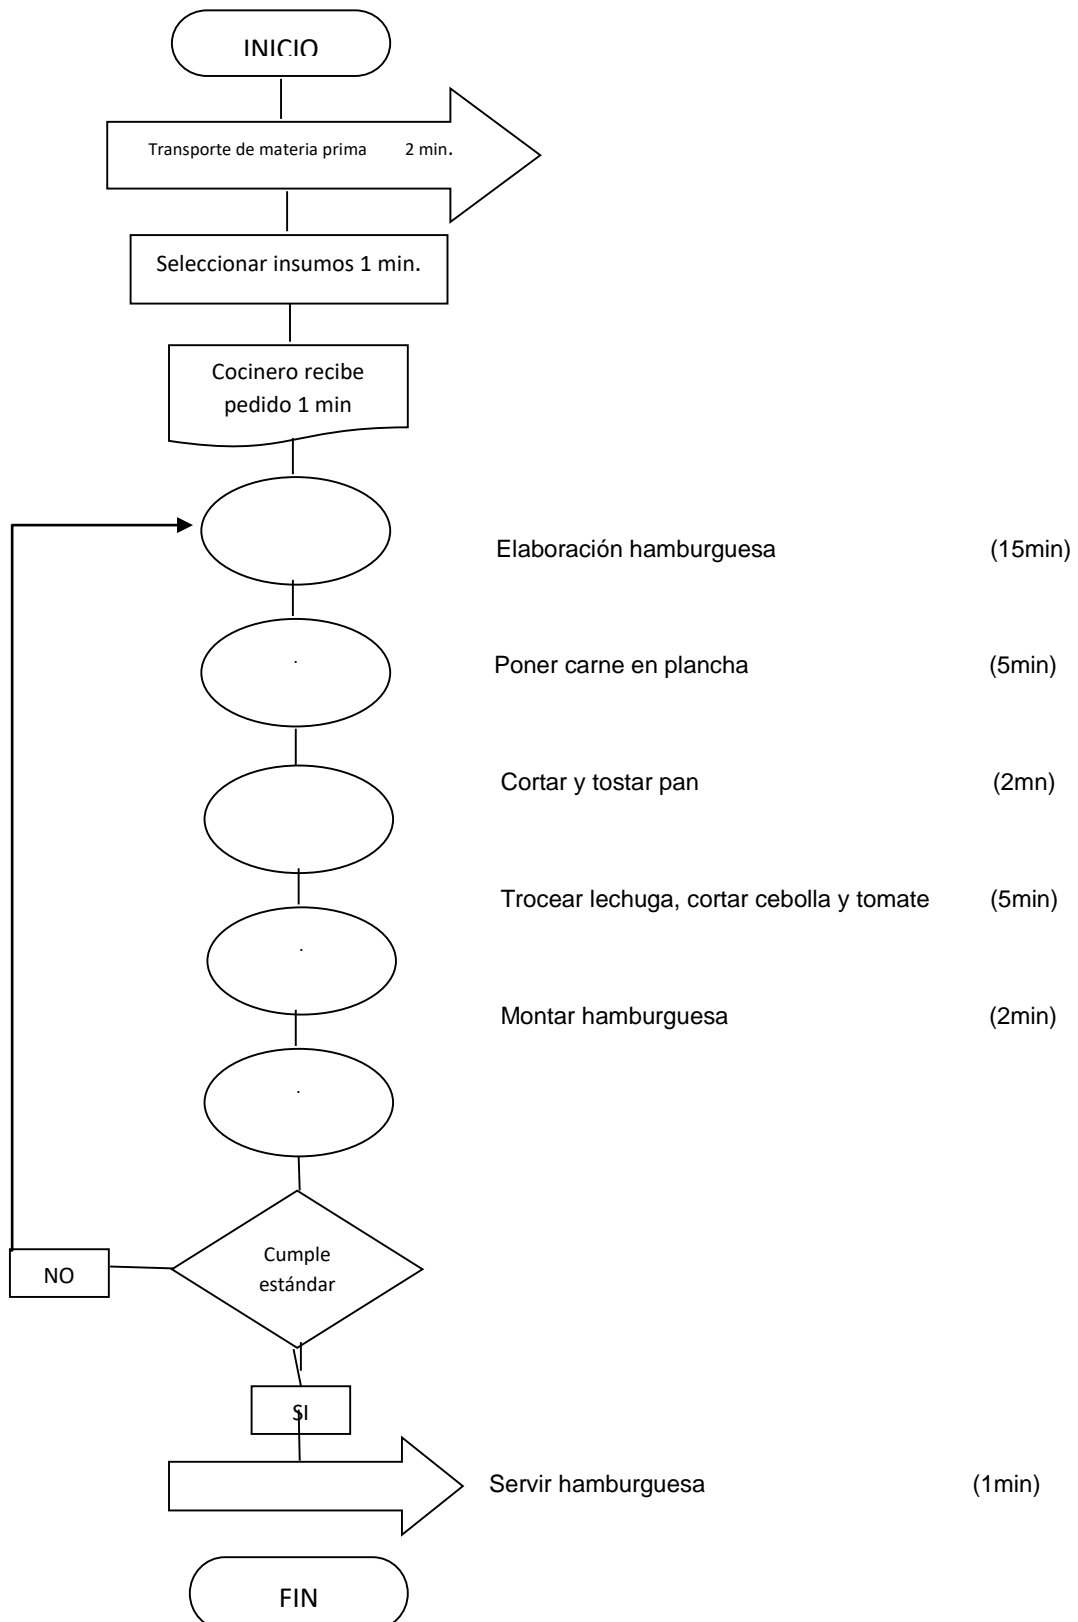 INICIO
Transporte de materia prima 2 min.
Seleccionar insumos 1 min.
Cocinero recibe
pedido 1 min
Elaboración hamburguesa (15min)
.
Poner carne en plancha (5min)
Cortar y tostar pan (2mn)
Trocear lechuga, cortar cebolla y tomate (5min)
.
Montar hamburguesa (2min)
.
Cumple
estándar
NO
SI
Servir hamburguesa (1min)
FIN